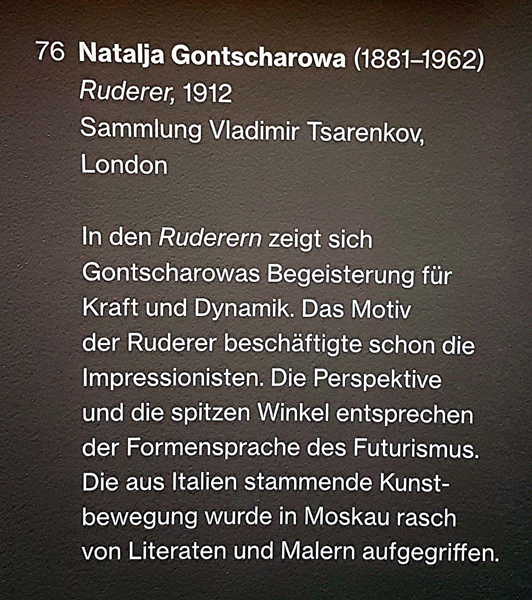 76 Natalja Gontscharowa (1881–1962)
Ruderer, 1912
Sammlung Vladimir Tsarenkov,
London
In den Ruderern zeigt sich
Gontscharowas Begeisterung für
Kraft und Dynamik. Das Motiv
der Ruderer beschäftigte schon die
Impressionisten. Die Perspektive
und die spitzen Winkel entsprechen
der Formensprache des Futurismus.
Die aus Italien stammende Kunst-
bewegung wurde in Moskau rasch
von Literaten und Malern aufgegriffen.